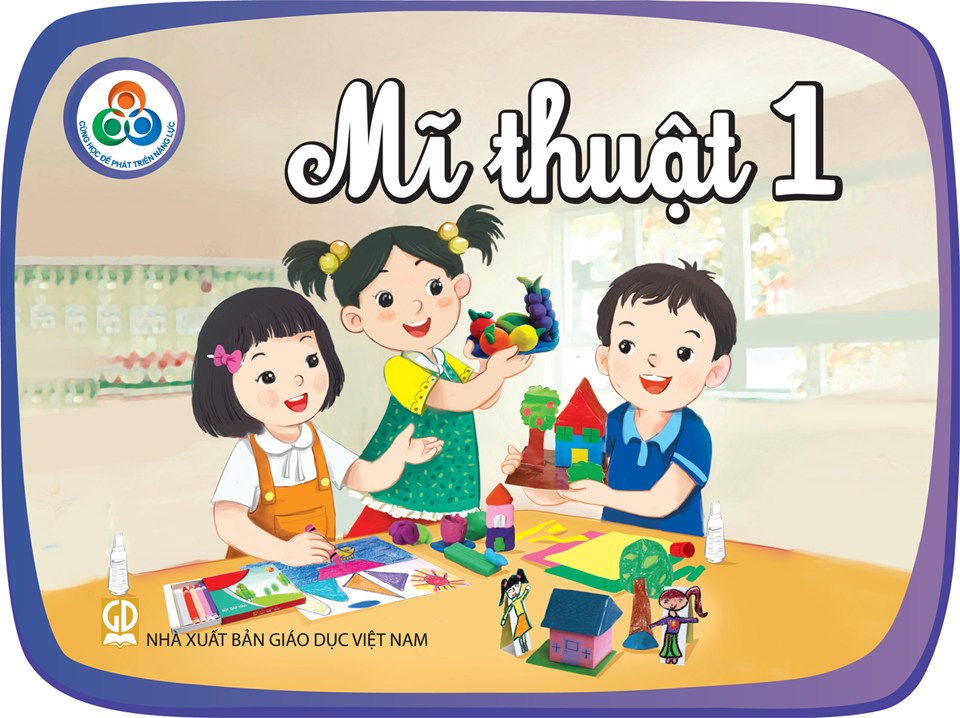 CÙNG HỌC ĐỂ PHÁT TRIỂN NĂNG LỰC
Mĩ thuật 1
GD
NHÀ XUẤT BẢN GIÁO DỤC VIỆT NAM